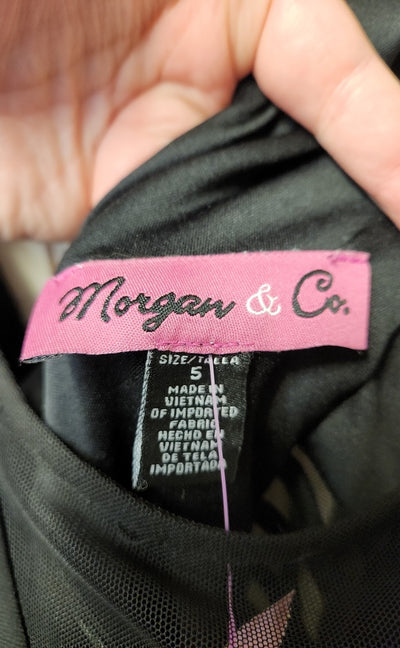 Morgan & Co.
SIZE/TALLA
5
MADE IN
VIETNAM
OF IMPORTED
FABRIC
HECHO EN
VIETNAM
DE TELA
IMPORTADA